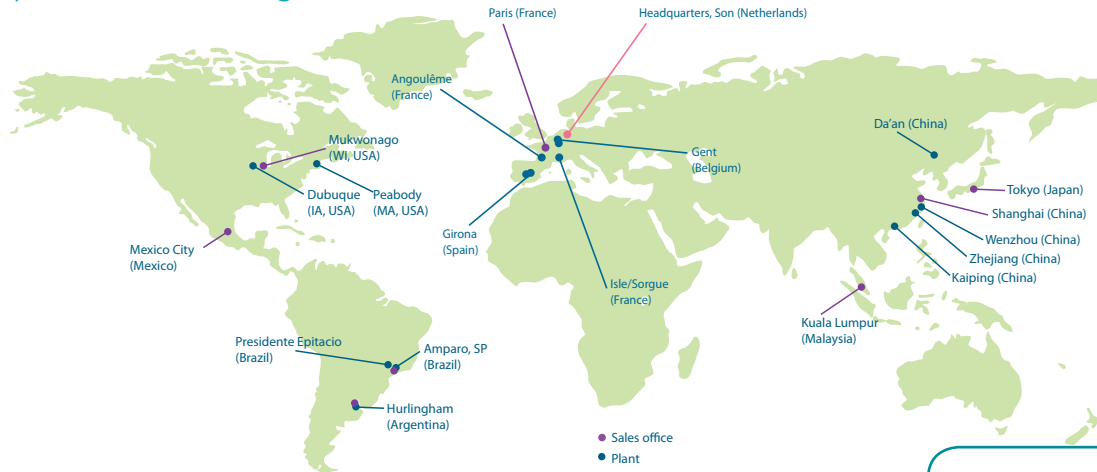 Paris (France)
Headquarters, Son (Netherlands)
Angoulême
(France)
Da'an (China)
Mukwonago
(WI, USA)
Gent
(Belgium)
Dubuque
(IA, USA)
Peabody
(MA, USA)
Tokyo (Japan)
Shanghai (China)
Girona
(Spain)
Wenzhou (China)
Mexico City
(Mexico)
Zhejiang (China)
Kaiping (China)
Isle/Sorgue
(France)
Kuala Lumpur
(Malaysia)
Presidente Epitacio
(Brazil)
Amparo, SP
(Brazil)
Hurlingham
(Argentina)
Sales office
Plant